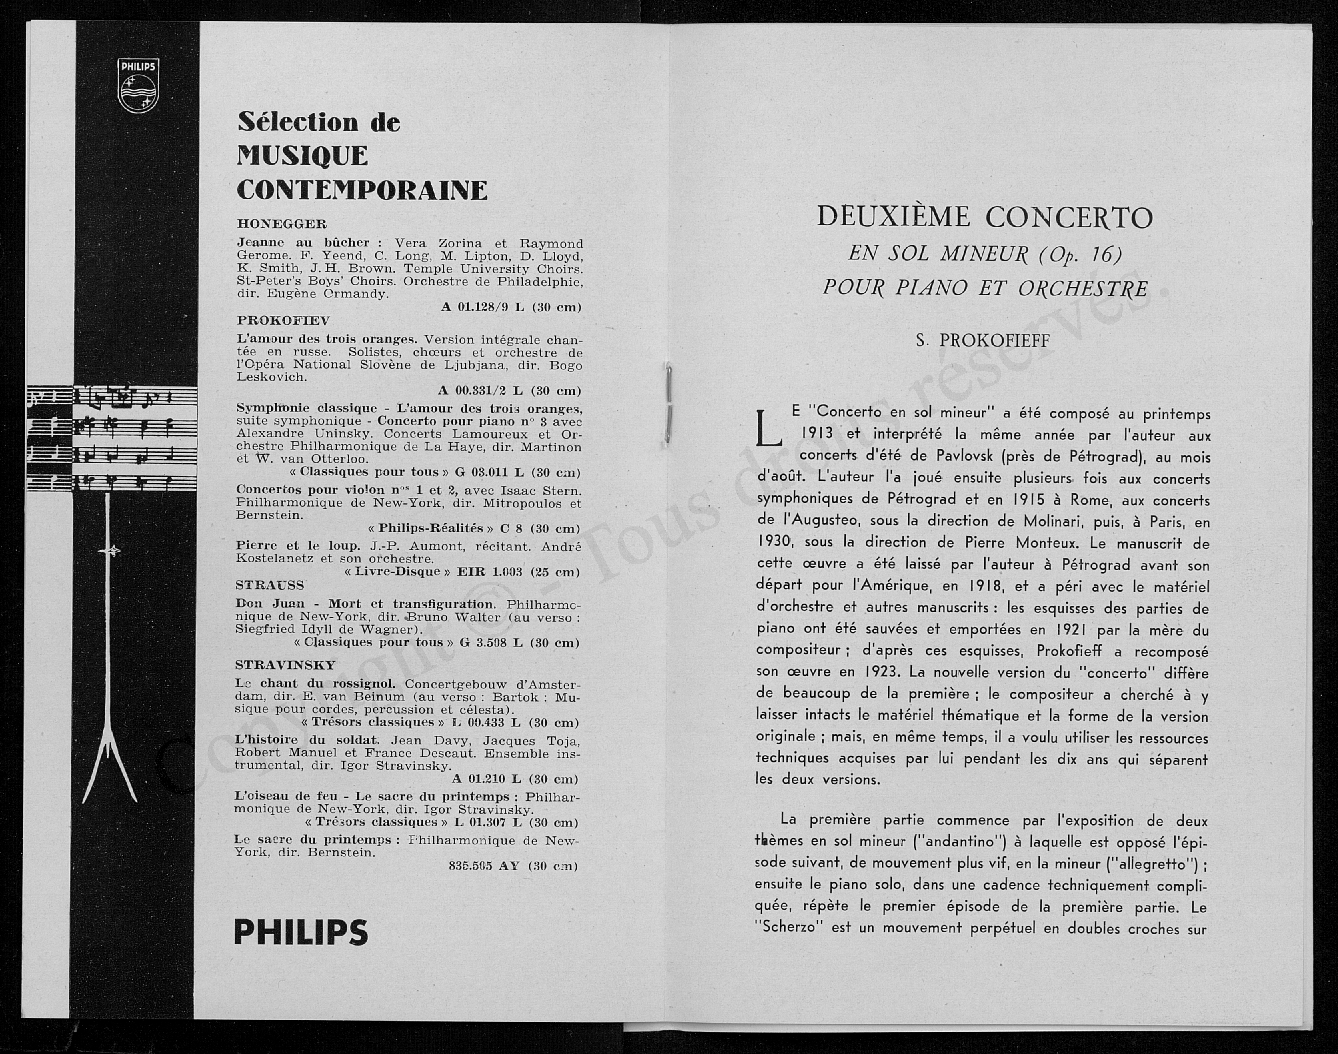 PHILIPS
Sélection de
MUSIQUE
CONTEMPORAINE
HONEGGER
Jeanne au bûcher : Vera Zorina et Raymond
Gerome. F. Yeend, C. Long, M. Lipton, D. Lloyd,
K. Smith, J. H. Brown. Temple University Choirs.
St-Peter's Boys' Choirs. Orchestre de Philadelphie,
dir. Eugène Ormandy.
A 01.128/9 L (30 cm)
PROKOFIEV
L'amour des trois oranges. Version intégrale chan-
tée en russe. Solistes, chœurs et orchestre de
l'Opéra National Slovène de Ljubjana, dir. Bogo
Leskovich.
A 00.331/2 L (30 cm)
Symphonie classique - L'amour des trois oranges,
suite symphonique - Concerto pour piano n° 3 avec
Alexandre Uninsky. Concerts Lamoureux et Or-
chestre Philharmonique de La Haye, dir. Martinon
et W. van Otterloo.
« Classiques pour tous » G 03.011 L (30 cm)
Concertos pour violon nos 1 et 2, avec Isaac Stern.
Philharmonique de New-York, dir. Mitropoulos et
Bernstein.
« Philips-Réalités » C 8 (30 cm)
Pierre et le loup. J.-P. Aumont, récitant. André
Kostelanetz et son orchestre.
« Livre-Disque » EIR 1.003 (25 cm)
STRAUSS
Don Juan - Mort et transfiguration. Philharmo-
nique de New-York, dir. Bruno Walter (au verso :
Siegfried Idyll de Wagner).
« Classiques pour tous » G 3.508 L (30 cm)
STRAVINSKY
Le chant du rossignol. Concertgebouw d'Amster-
dam, dir. E. van Beinum (au verso : Bartok : Mu-
sique pour cordes, percussion et célesta).
« Trésors classiques » L 00.433 L (30 cm)
L'histoire du soldat. Jean Davy, Jacques Toja,
Robert Manuel et France Descaut. Ensemble ins-
trumental, dir. Igor Stravinsky.
A 01.210 L (30 cm)
L'oiseau de feu - Le sacre du printemps : Philhar-
monique de New-York, dir. Igor Stravinsky.
« Trésors classiques » L 01.307 L (30 cm)
Le sacre du printemps : Philharmonique de New-
York, dir. Bernstein.
835.505 AY (30 cm)
PHILIPS
DEUXIÈME CONCERTO
EN SOL MINEUR (Op. 16)
POUR PIANO ET ORCHESTRE
S. PROKOFIEFF
LE "Concerto en sol mineur" a été composé au printemps
1913 et interprété la même année par l'auteur aux
concerts d'été de Pavlovsk (près de Pétrograd), au mois
d'août. L'auteur l'a joué ensuite plusieurs fois aux concerts
symphoniques de Pétrograd et en 1915 à Rome, aux concerts
de l'Augusteo, sous la direction de Molinari, puis, à Paris, en
1930, sous la direction de Pierre Monteux. Le manuscrit de
cette œuvre a été laissé par l'auteur à Pétrograd avant son
départ pour l'Amérique, en 1918, et a péri avec le matériel
d'orchestre et autres manuscrits : les esquisses des parties de
piano ont été sauvées et emportées en 1921 par la mère du
compositeur ; d'après ces esquisses, Prokofieff a recomposé
son œuvre en 1923. La nouvelle version du "concerto" diffère
de beaucoup de la première ; le compositeur a cherché à y
laisser intacts le matériel thématique et la forme de la version
originale ; mais, en même temps, il a voulu utiliser les ressources
techniques acquises par lui pendant les dix ans qui séparent
les deux versions.
La première partie commence par l'exposition de deux
thèmes en sol mineur ("andantino") à laquelle est opposé l'épi-
sode suivant, de mouvement plus vif, en la mineur ("allegretto") ;
ensuite le piano solo, dans une cadence techniquement compli-
quée, répète le premier épisode de la première partie. Le
"Scherzo" est un mouvement perpétuel en doubles croches sur
Copyright © - Tous droits réservés.